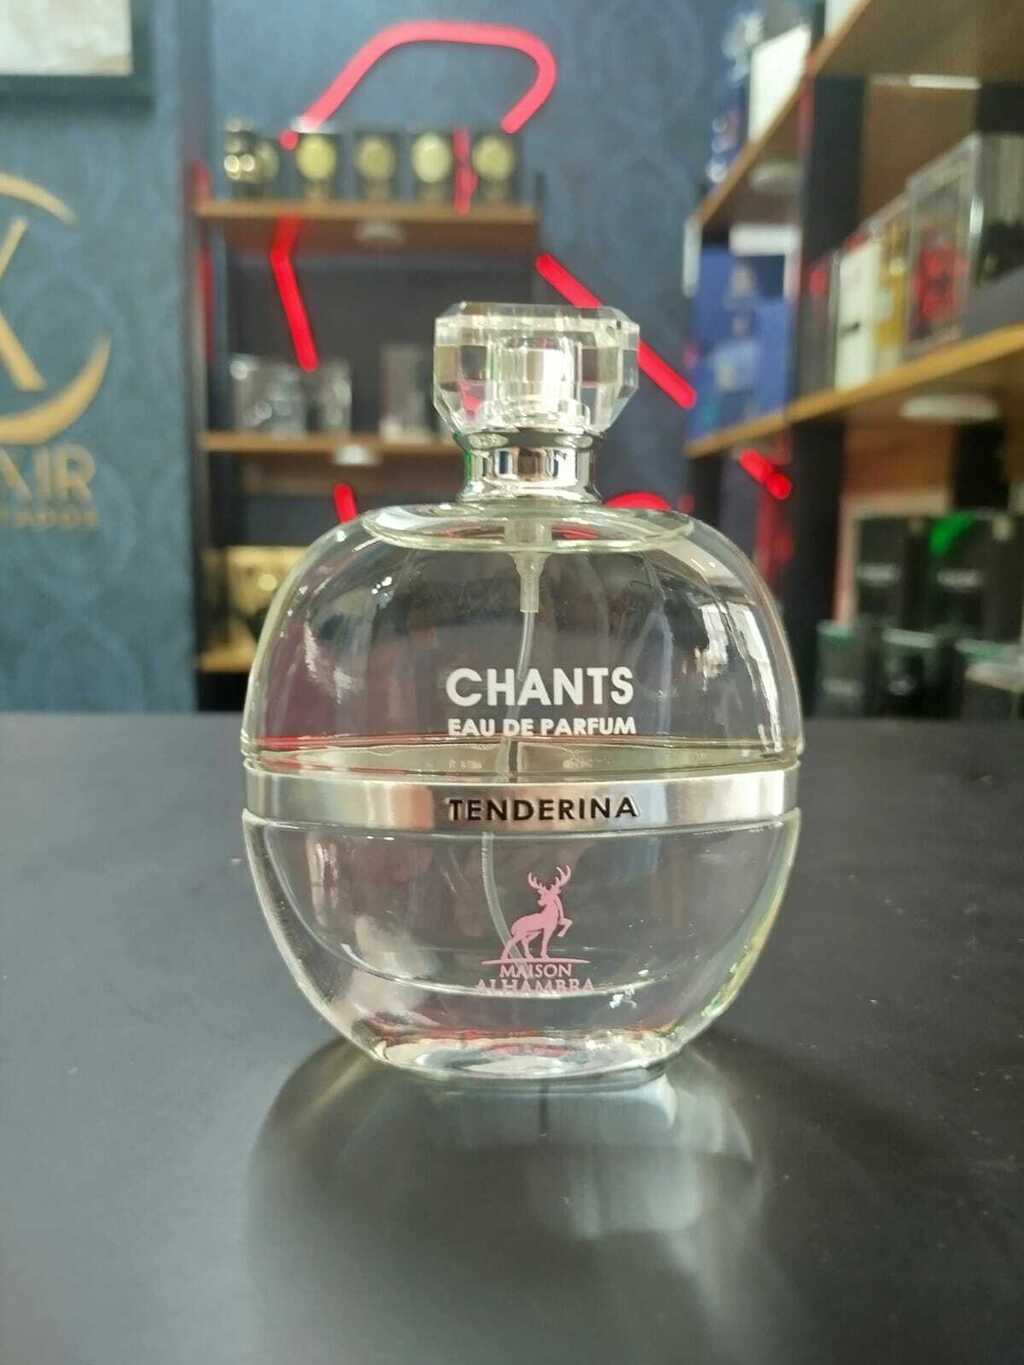 CHANTS
EAU DE PARFUM
TENDERINA
MAISON
ALHAMBRA